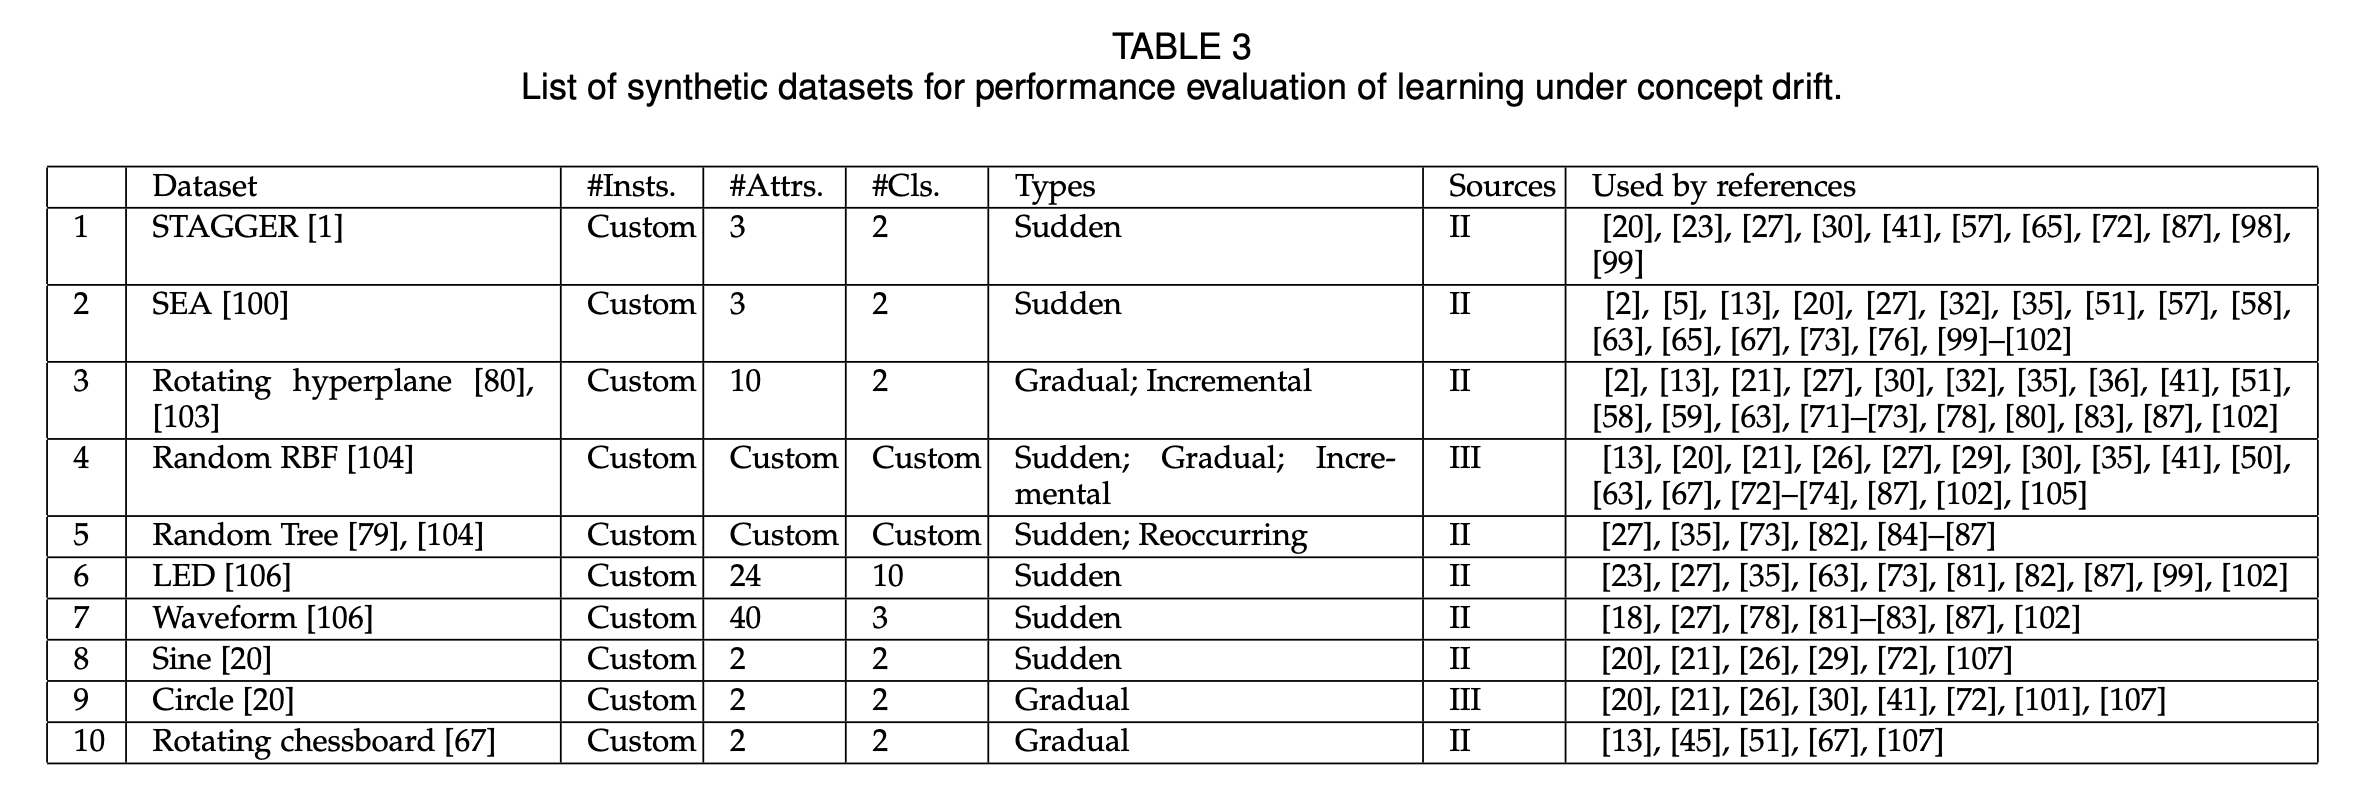 TABLE 3
List of synthetic datasets for performance evaluation of learning under concept drift.
Dataset #Insts. #Attrs. #Cls. Types Sources Used by references
1 STAGGER [1] Custom 3 2 Sudden II [20], [23], [27], [30], [41], [57], [65], [72], [87], [98],
[99]
2 SEA [100] Custom 3 2 Sudden II [2], [5], [13], [20], [27], [32], [35], [51], [57], [58],
[63], [65], [67], [73], [76], [99]–[102]
3 Rotating hyperplane [80], Custom 10 2 Gradual; Incremental II [2], [13], [21], [27], [30], [32], [35], [36], [41], [51],
[103] [58], [59], [63], [71]–[73], [78], [80], [83], [87], [102]
4 Random RBF [104] Custom Custom Custom Sudden; Gradual; Incre- III [13], [20], [21], [26], [27], [29], [30], [35], [41], [50],
mental [63], [67], [72]–[74], [87], [102], [105]
5 Random Tree [79], [104] Custom Custom Custom Sudden; Reoccurring II [27], [35], [73], [82], [84]–[87]
6 LED [106] Custom 24 10 Sudden II [23], [27], [35], [63], [73], [81], [82], [87], [99], [102]
7 Waveform [106] Custom 40 3 Sudden II [18], [27], [78], [81]–[83], [87], [102]
8 Sine [20] Custom 2 2 Sudden II [20], [21], [26], [29], [72], [107]
9 Circle [20] Custom 2 2 Gradual III [20], [21], [26], [30], [41], [72], [101], [107]
10 Rotating chessboard [67] Custom 2 2 Gradual II [13], [45], [51], [67], [107]